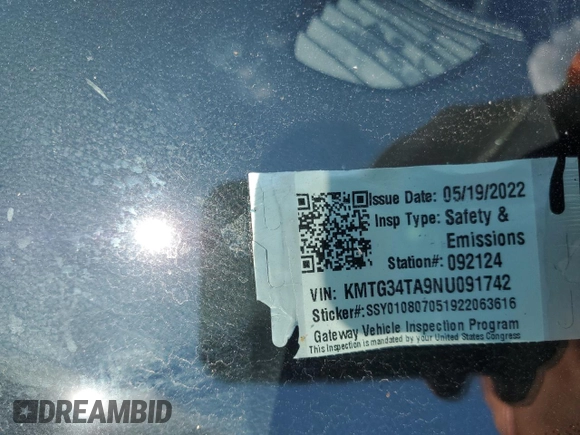 Issue Date: 05/19/2022
Insp Type: Safety &
Emissions
Station#: 092124
VIN: KMTG34TA9NU091742
Sticker#:SSY010807051922063616
Gateway Vehicle Inspection Program
This Inspection is mandated by your United States Congress
DREAMBID